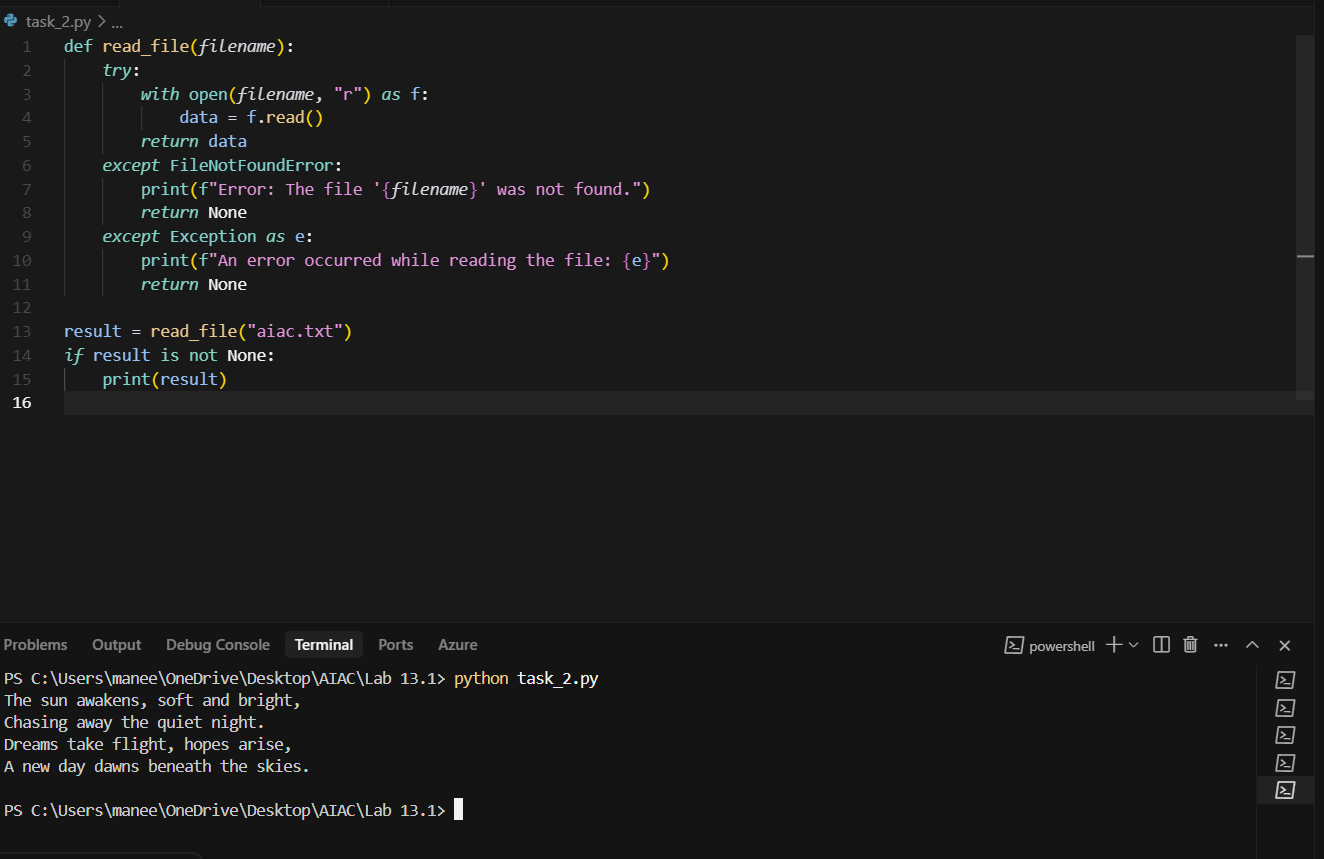 task_2.py > ...
1 def read_file(filename):
2     try:
3         with open(filename, "r") as f:
4             data = f.read()
5         return data
6     except FileNotFoundError:
7         print(f"Error: The file '{filename}' was not found.")
8         return None
9     except Exception as e:
10         print(f"An error occurred while reading the file: {e}")
11         return None
12
13 result = read_file("aiac.txt")
14 if result is not None:
15     print(result)
16
Problems Output Debug Console Terminal Ports Azure powershell
PS C:\Users\manee\OneDrive\Desktop\AIAC\Lab 13.1> python task_2.py
The sun awakens, soft and bright,
Chasing away the quiet night.
Dreams take flight, hopes arise,
A new day dawns beneath the skies.
PS C:\Users\manee\OneDrive\Desktop\AIAC\Lab 13.1>